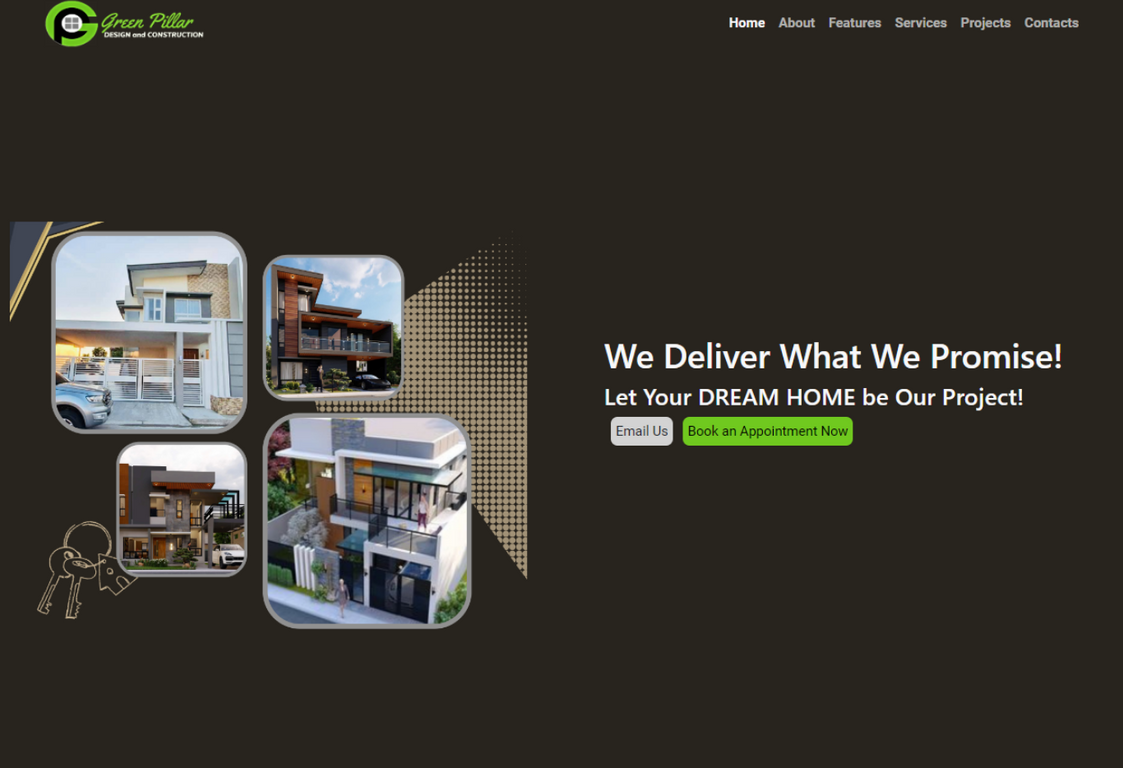 Green Pillar
DESIGN and CONSTRUCTION
Home About Features Services Projects Contacts
We Deliver What We Promise!
Let Your DREAM HOME be Our Project!
Email Us Book an Appointment Now